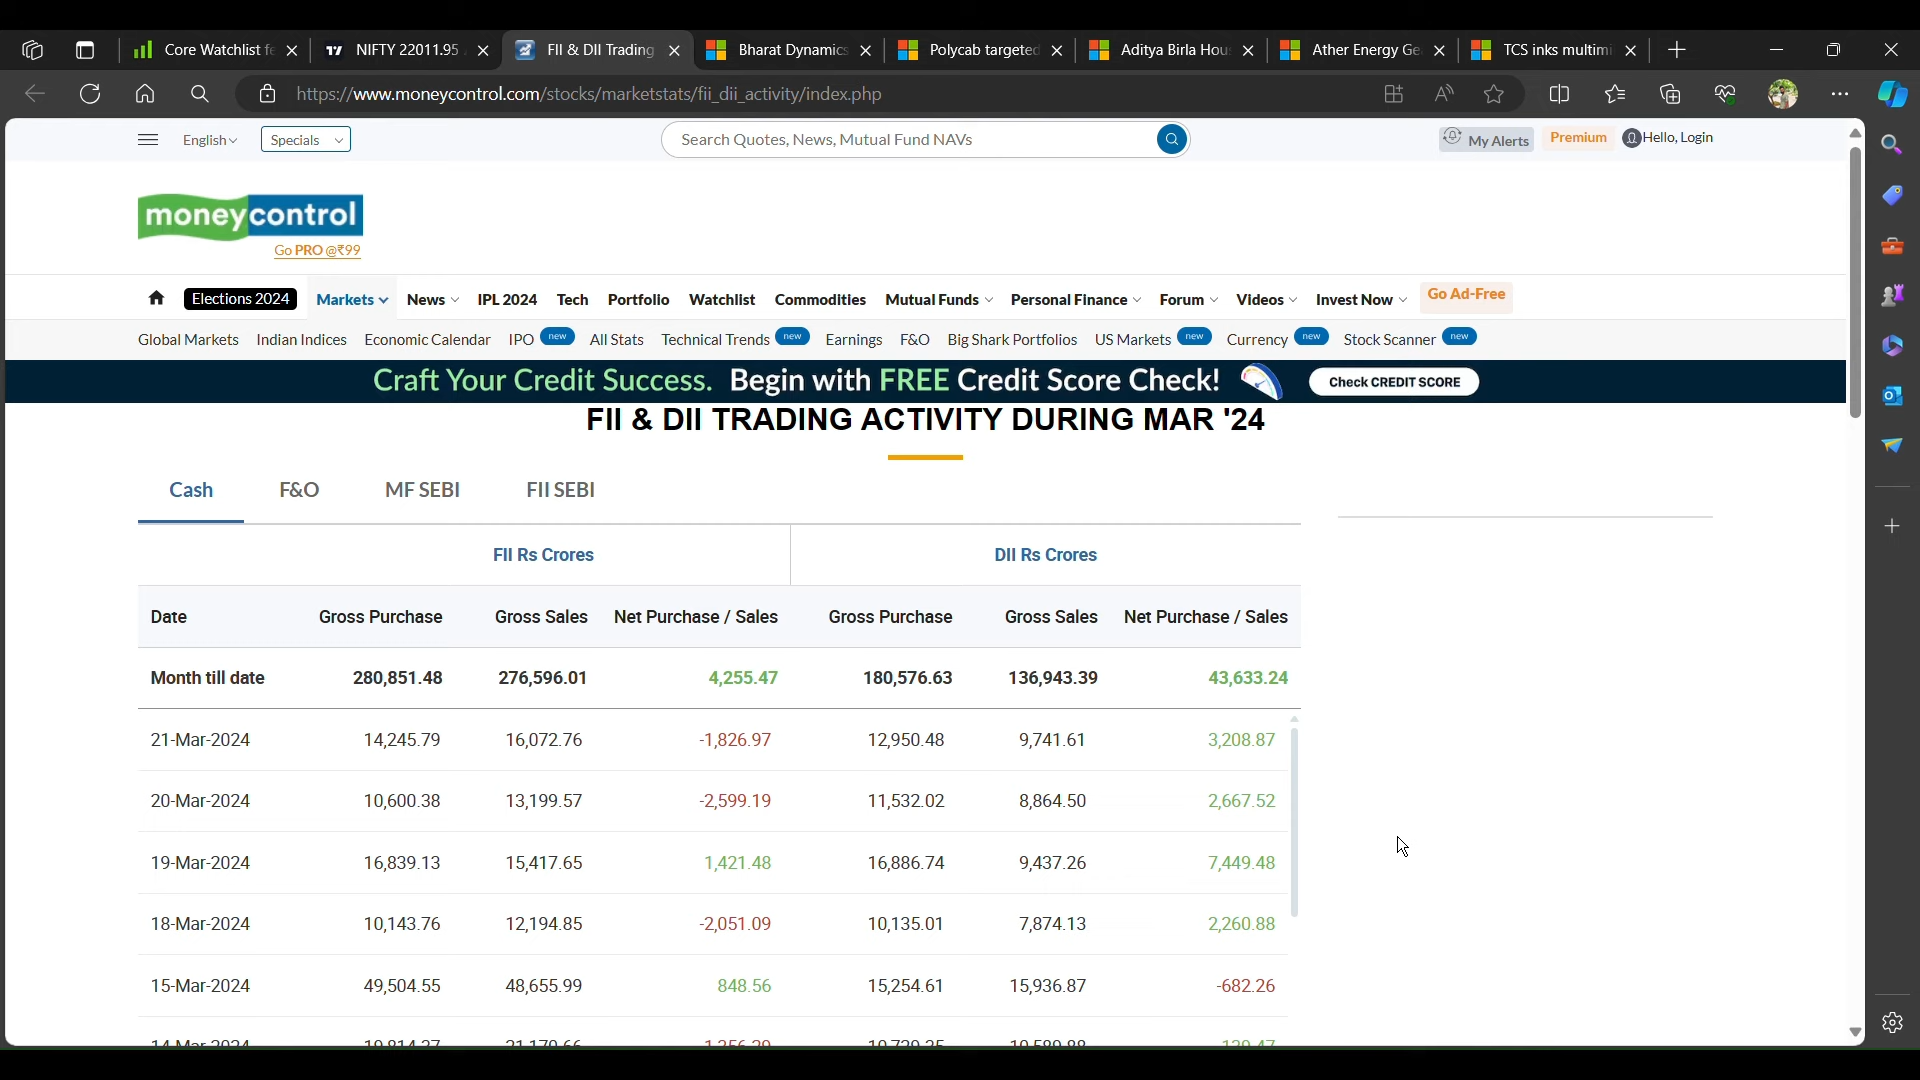 Core Watchlist fe
NIFTY 22011.95
FII & DII Trading
Bharat Dynamics
Polycab targeted
Aditya Birla Hou
Ather Energy Ge
TCS inks multimi
https://www.moneycontrol.com/stocks/marketstats/fii_dii_activity/index.php
English Specials Search Quotes, News, Mutual Fund NAVs My Alerts Premium Hello, Login
moneycontrol
Go PRO @₹99
Elections 2024 Markets News IPL 2024 Tech Portfolio Watchlist Commodities Mutual Funds Personal Finance Forum Videos Invest Now Go Ad-Free
Global Markets Indian Indices Economic Calendar IPO new All Stats Technical Trends new Earnings F&O Big Shark Portfolios US Markets new Currency new Stock Scanner new
Craft Your Credit Success. Begin with FREE Credit Score Check! Check CREDIT SCORE
FII & DII TRADING ACTIVITY DURING MAR '24
Cash F&O MF SEBI FII SEBI
FII Rs Crores DII Rs Crores
Date Gross Purchase Gross Sales Net Purchase / Sales Gross Purchase Gross Sales Net Purchase / Sales
Month till date 280,851.48 276,596.01 4,255.47 180,576.63 136,943.39 43,633.24
21-Mar-2024 14,245.79 16,072.76 -1,826.97 12,950.48 9,741.61 3,208.87
20-Mar-2024 10,600.38 13,199.57 -2,599.19 11,532.02 8,864.50 2,667.52
19-Mar-2024 16,839.13 15,417.65 1,421.48 16,886.74 9,437.26 7,449.48
18-Mar-2024 10,143.76 12,194.85 -2,051.09 10,135.01 7,874.13 2,260.88
15-Mar-2024 49,504.55 48,655.99 848.56 15,254.61 15,936.87 -682.26
14-Mar-2024